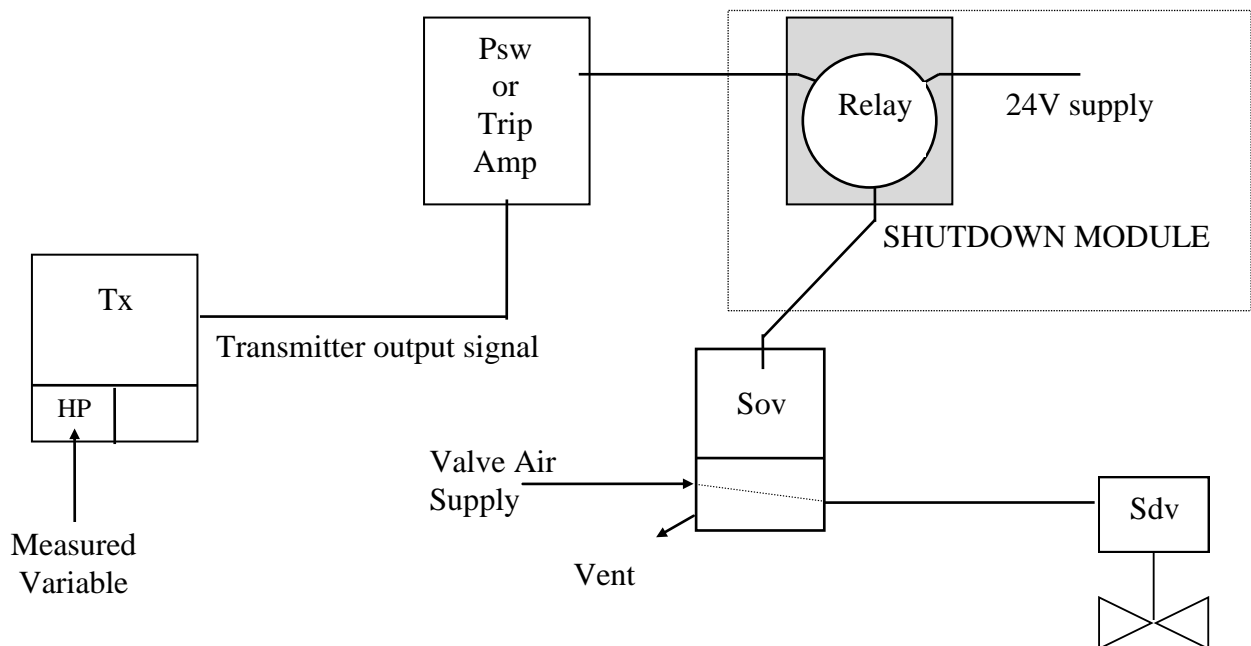 Psw
or
Trip
Amp
Relay
24V supply
SHUTDOWN MODULE
Tx
Transmitter output signal
HP
Sov
Valve Air
Supply
Sdv
Measured
Variable
Vent